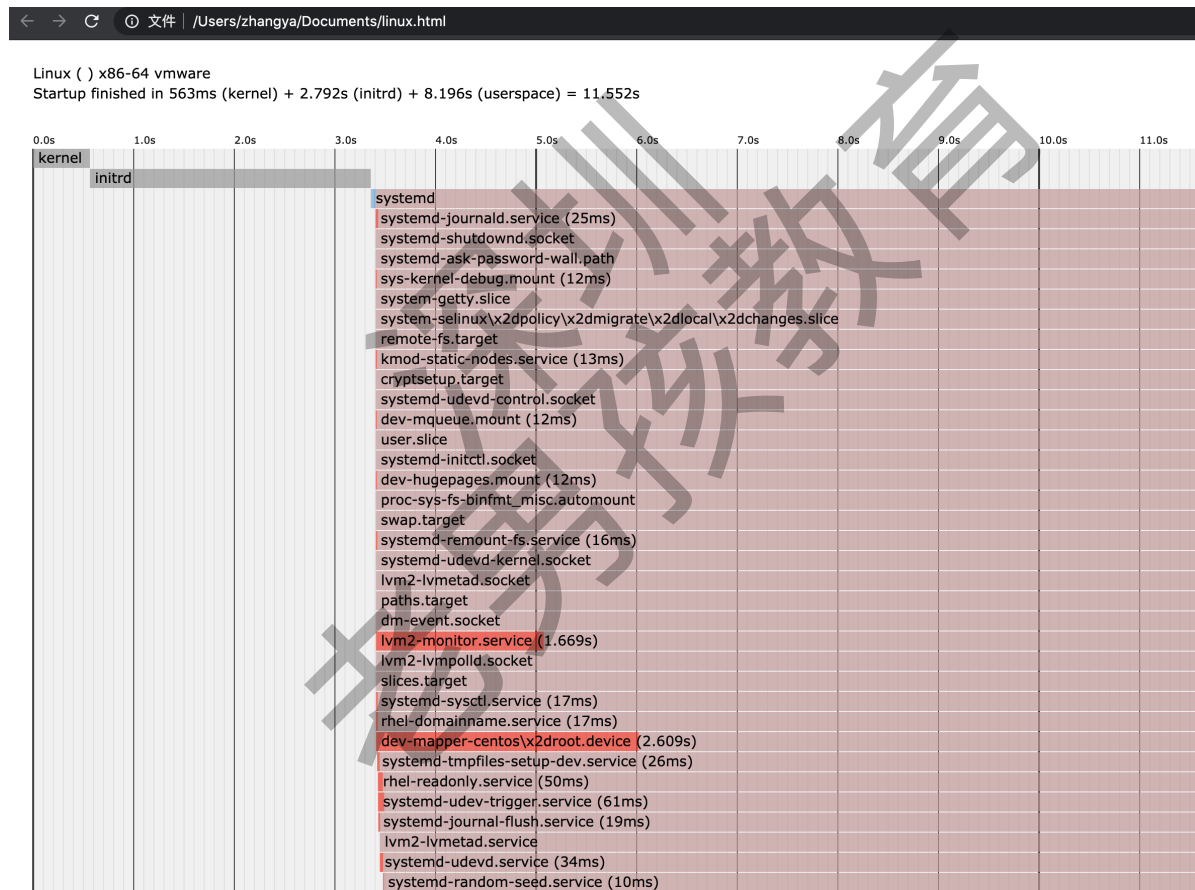 文件 /Users/zhangya/Documents/linux.html
Linux ( ) x86-64 vmware
Startup finished in 563ms (kernel) + 2.792s (initrd) + 8.196s (userspace) = 11.552s
0.0s 1.0s 2.0s 3.0s 4.0s 5.0s 6.0s 7.0s 8.0s 9.0s 10.0s 11.0s
kernel
initrd
systemd
systemd-journald.service (25ms)
systemd-shutdownd.socket
systemd-ask-password-wall.path
sys-kernel-debug.mount (12ms)
system-getty.slice
system-selinux\x2dpolicy\x2dmigrate\x2dlocal\x2dchanges.slice
remote-fs.target
kmod-static-nodes.service (13ms)
cryptsetup.target
systemd-udevd-control.socket
dev-mqueue.mount (12ms)
user.slice
systemd-initctl.socket
dev-hugepages.mount (12ms)
proc-sys-fs-binfmt_misc.automount
swap.target
systemd-remount-fs.service (16ms)
systemd-udevd-kernel.socket
lvm2-lvmetad.socket
paths.target
dm-event.socket
lvm2-monitor.service (1.669s)
lvm2-lvmpolld.socket
slices.target
systemd-sysctl.service (17ms)
rhel-domainname.service (17ms)
dev-mapper-centos\x2droot.device (2.609s)
systemd-tmpfiles-setup-dev.service (26ms)
rhel-readonly.service (50ms)
systemd-udev-trigger.service (61ms)
systemd-journal-flush.service (19ms)
lvm2-lvmetad.service
systemd-udevd.service (34ms)
systemd-random-seed.service (10ms)
深圳
老男孩教育